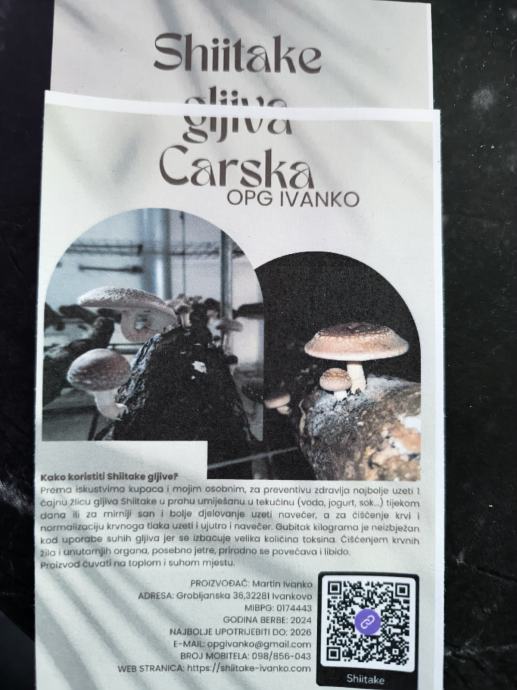 Shiitake
gljiva
Carska
OPG IVANKO
Kako koristiti Shiitake gljive?
Prema iskustvima kupaca i mojim osobnim, za preventivu zdravlja najbolje uzeti 1
čajnu žlicu gljiva Shiitake u prahu umiješanu u tekućinu (voda, jogurt, sok...) tijekom
dana ili za mirniji san i bolje djelovanje uzeti navečer, a za čišćenje krvi i
normalizaciju krvnoga tlaka uzeti i ujutro i navečer. Gubitak kilograma je neizbježan
kod uporabe suhih gljiva jer se izbacuje velika količina toksina. Čišćenjem krvnih
žila i unutarnjih organa, posebno jetre, prirodno se povećava i libido.
Proizvod čuvati na toplom i suhom mjestu.
PROIZVOĐAČ: Martin Ivanko
ADRESA: Grobljanska 36,32281 Ivankovo
MIBPG: 0174443
GODINA BERBE: 2024
NAJBOLJE UPOTRIJEBITI DO: 2026
E-MAIL: opgivanko@gmail.com
BROJ MOBITELA: 098/856-043
WEB STRANICA: https://shiitake-ivanko.com
Shiitake